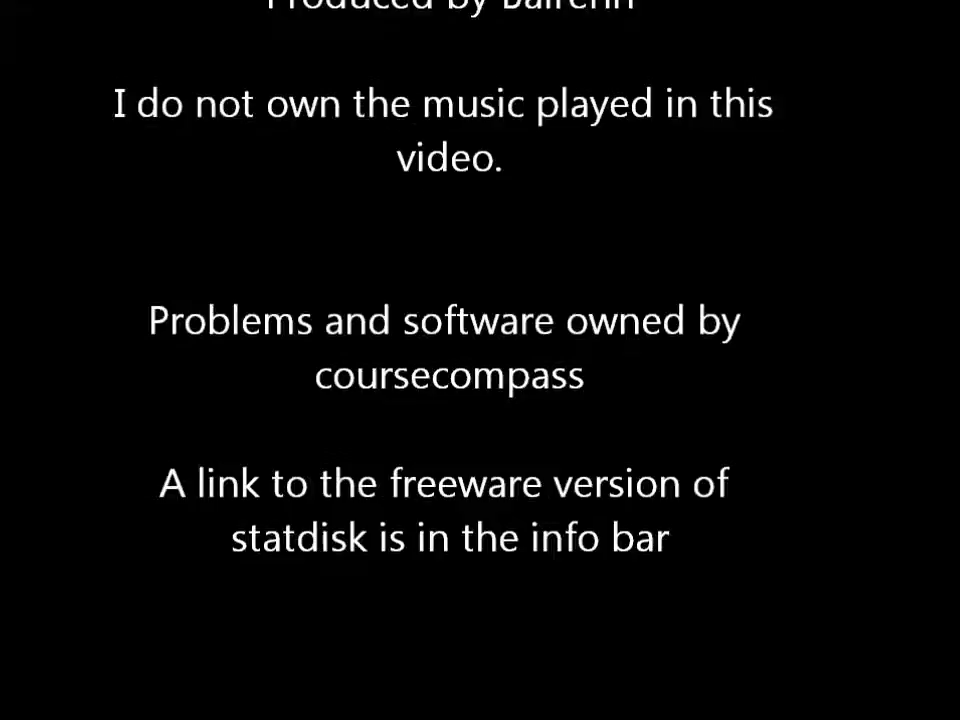 Produced by
I do not own the music played in this
video.
Problems and software owned by
coursecompass
A link to the freeware version of
statdisk is in the info bar